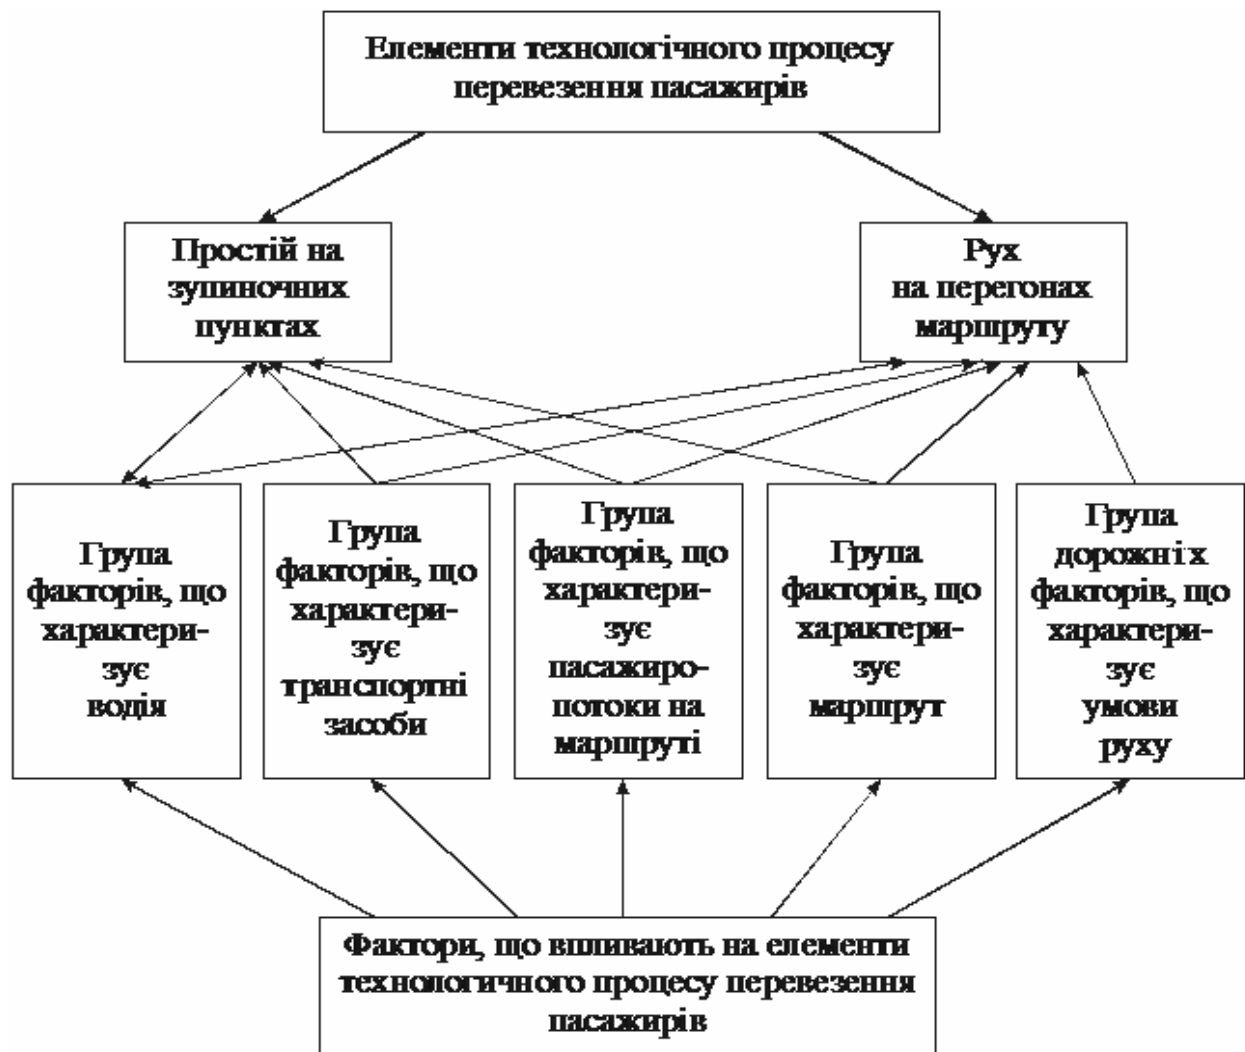 Елементи технологічного процесу
перевезення пасажирів
Простій на
зупиночних
пунктах
Рух
на перегонах
маршруту
Група
факторів, що
характери-
зує
водія
Група
факторів, що
характери-
зує
транспортні
засоби
Група
факторів, що
характери-
зує
пасажиро-
потоки на
маршруті
Група
факторів, що
характери-
зує
маршрут
Група
дорожніх
факторів, що
характери-
зує
умови
руху
Фактори, що впливають на елементи
технологичного процесу перевезення
пасажирів